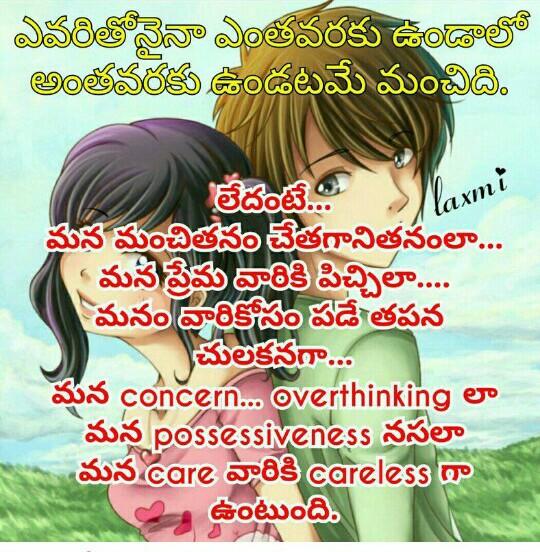 ఎవరితోనైనా ఎంతవరకు ఉండాలో
అంతవరకు ఉండటమే మంచిది.
laxmi
లేదంటే...
మన మంచితనం చేతగానితనంలా...
మన ప్రేమ వారికి పిచ్చిలా....
మనం వారికోసం పడే తపన
చులకనగా...
మన concern... overthinking లా
మన possessiveness నసలా
మన care వారికి careless గా
ఉంటుంది.